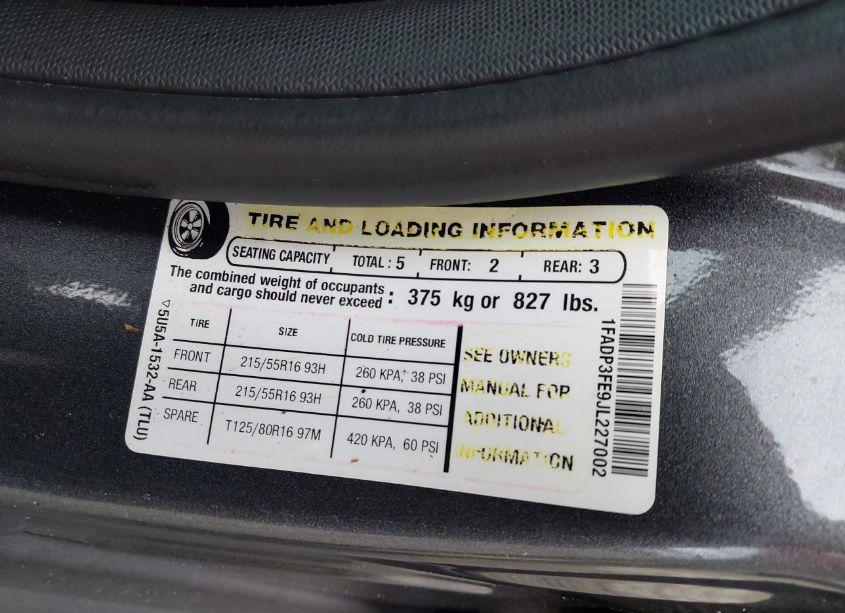 TIRE AND LOADING INFORMATION
SEATING CAPACITY TOTAL : 5 FRONT: 2 REAR: 3
The combined weight of occupants
and cargo should never exceed : 375 kg or 827 lbs.
TIRE SIZE COLD TIRE PRESSURE
FRONT 215/55R16 93H 260 KPA, 38 PSI
REAR 215/55R16 93H 260 KPA, 38 PSI
SPARE T125/80R16 97M 420 KPA, 60 PSI
SEE OWNERS
MANUAL FOR
ADDITIONAL
INFORMATION
5U5A-1532-AA (TLU)
1FADP3FE9JL227002